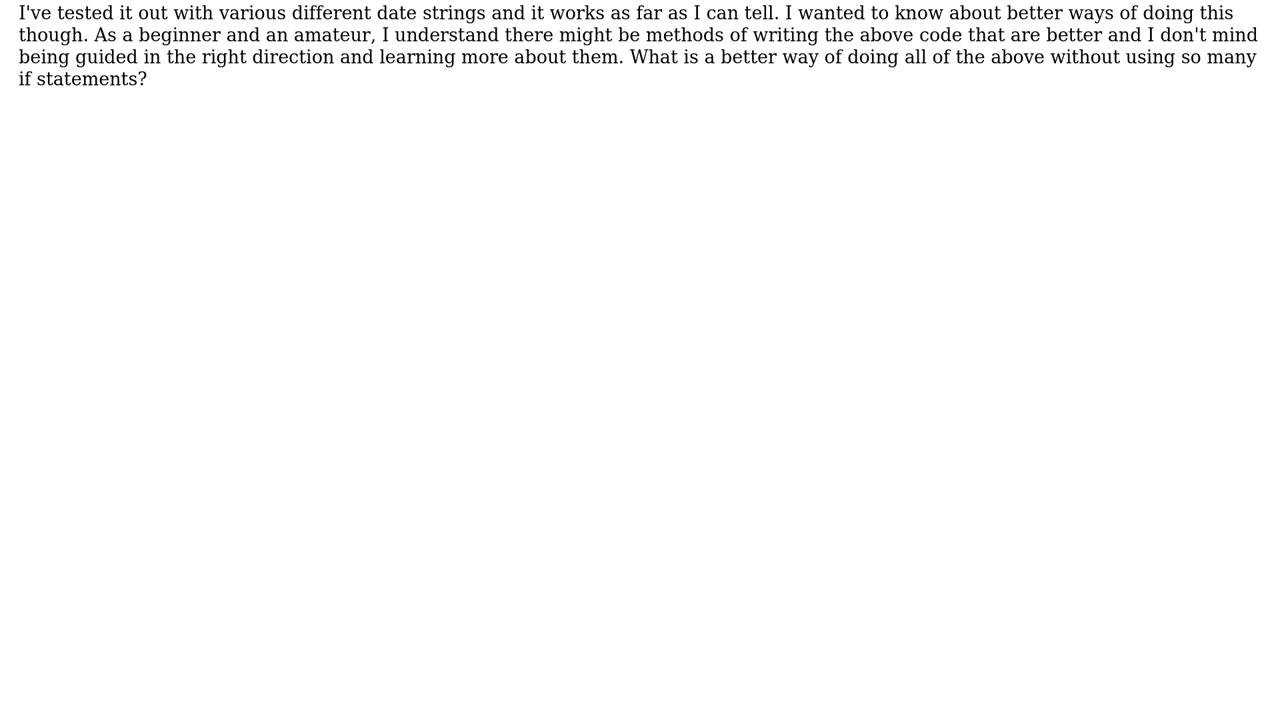 I've tested it out with various different date strings and it works as far as I can tell. I wanted to know about better ways of doing this
though. As a beginner and an amateur, I understand there might be methods of writing the above code that are better and I don't mind
being guided in the right direction and learning more about them. What is a better way of doing all of the above without using so many
if statements?